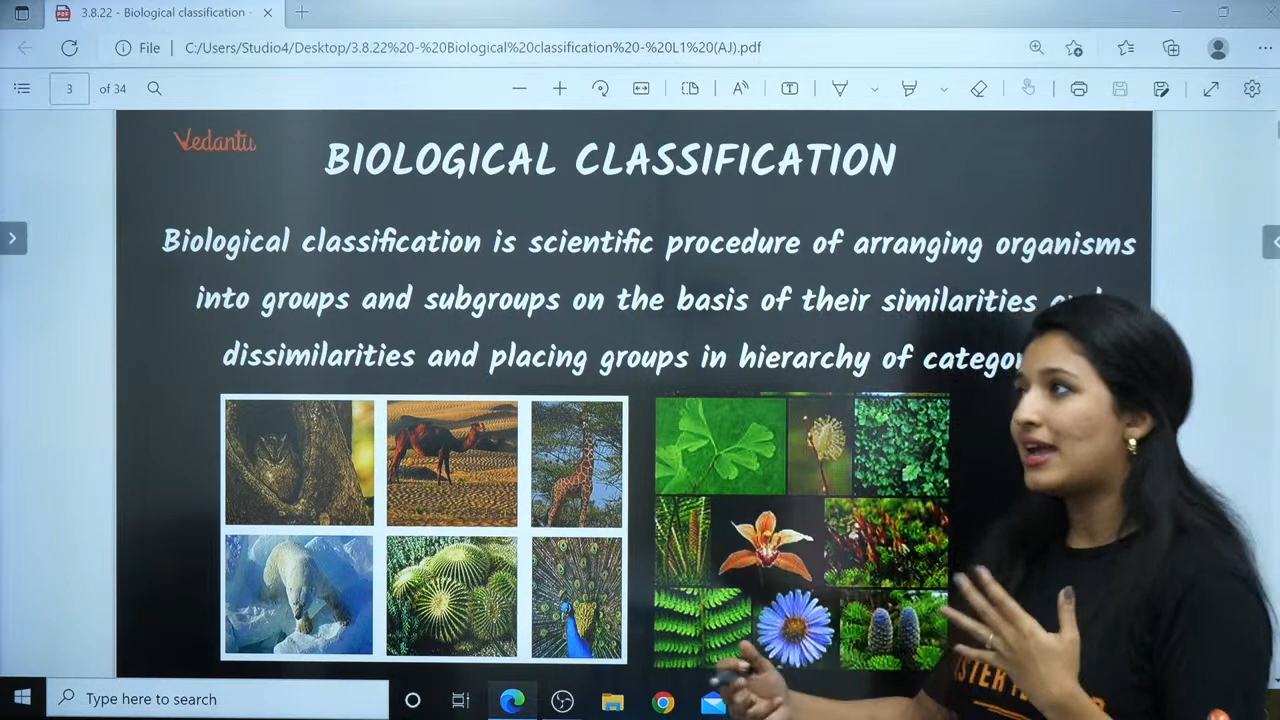 3.8.22 - Biological classification -
File
C:/Users/Studio4/Desktop/3.8.22%20-%20Biological%20classification%20-%20L1%20(AJ).pdf
3 of 34
Vedantu
BIOLOGICAL CLASSIFICATION
Biological classification is scientific procedure of arranging organisms
into groups and subgroups on the basis of their similarities
dissimilarities and placing groups in hierarchy of
Type here to search